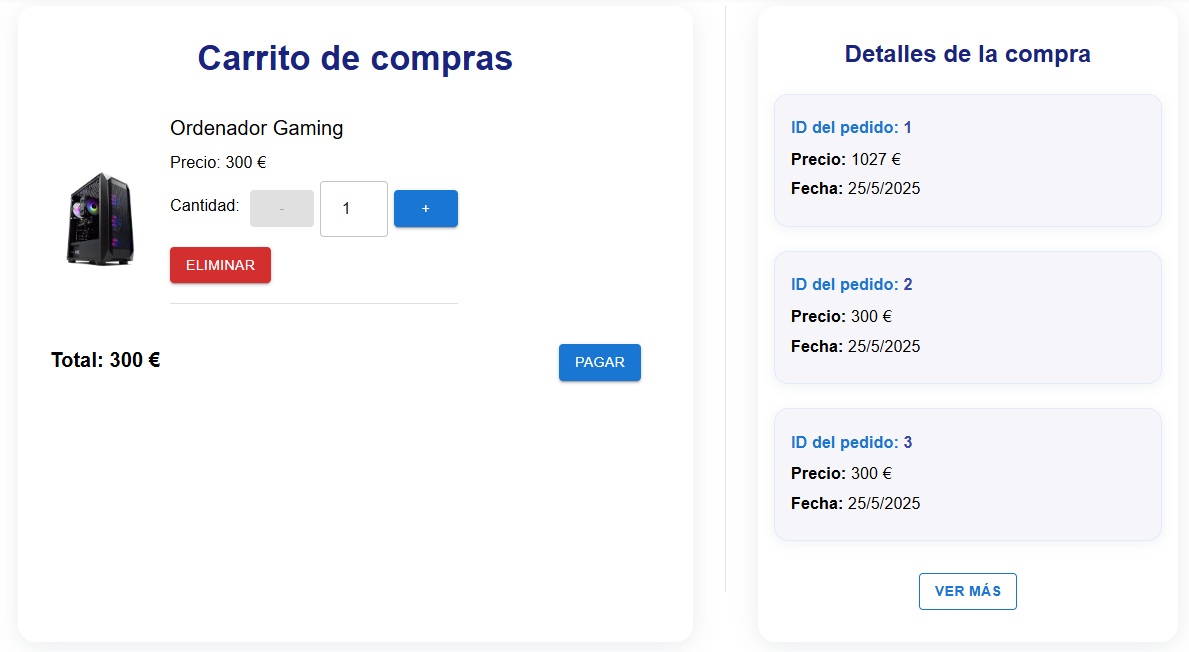 Carrito de compras
Ordenador Gaming
Precio: 300 €
Cantidad: - 1 +
ELIMINAR
Total: 300 € PAGAR
Detalles de la compra
ID del pedido: 1
Precio: 1027 €
Fecha: 25/5/2025
ID del pedido: 2
Precio: 300 €
Fecha: 25/5/2025
ID del pedido: 3
Precio: 300 €
Fecha: 25/5/2025
VER MÁS